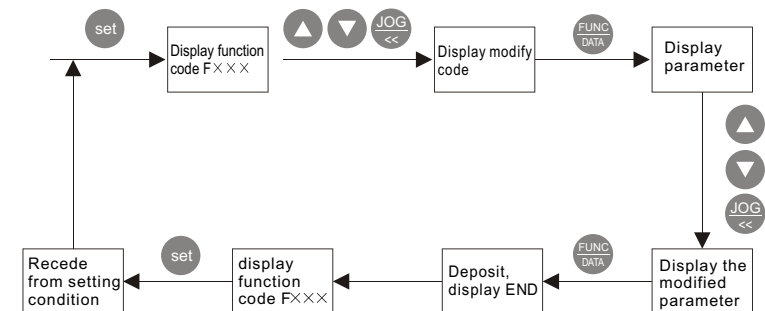 set
Display function
code F×××
JOG
<<
Display modify
code
FUNC
DATA
Display
parameter
JOG
<<
Display the
modified
parameter
FUNC
DATA
Deposit,
display END
display
function
code F×××
set
Recede
from setting
condition